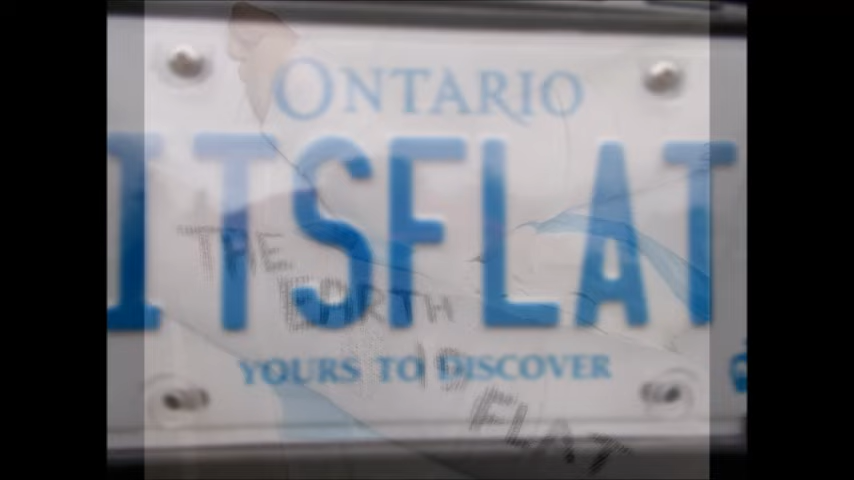 ONTARIO
ITSFLAT
YOURS TO DISCOVER
THE
EARTH
IS
FLAT